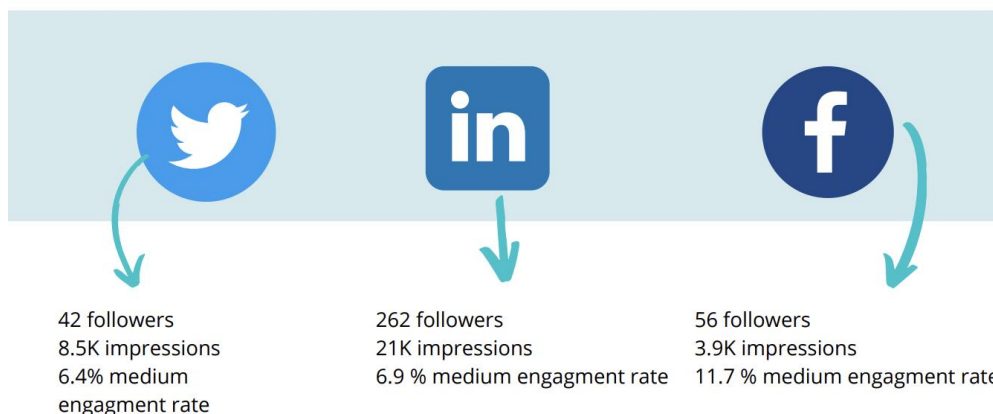 in
f
42 followers
8.5K impressions
6.4% medium
engagment rate
262 followers
21K impressions
6.9 % medium engagment rate
56 followers
3.9K impressions
11.7 % medium engagment rate